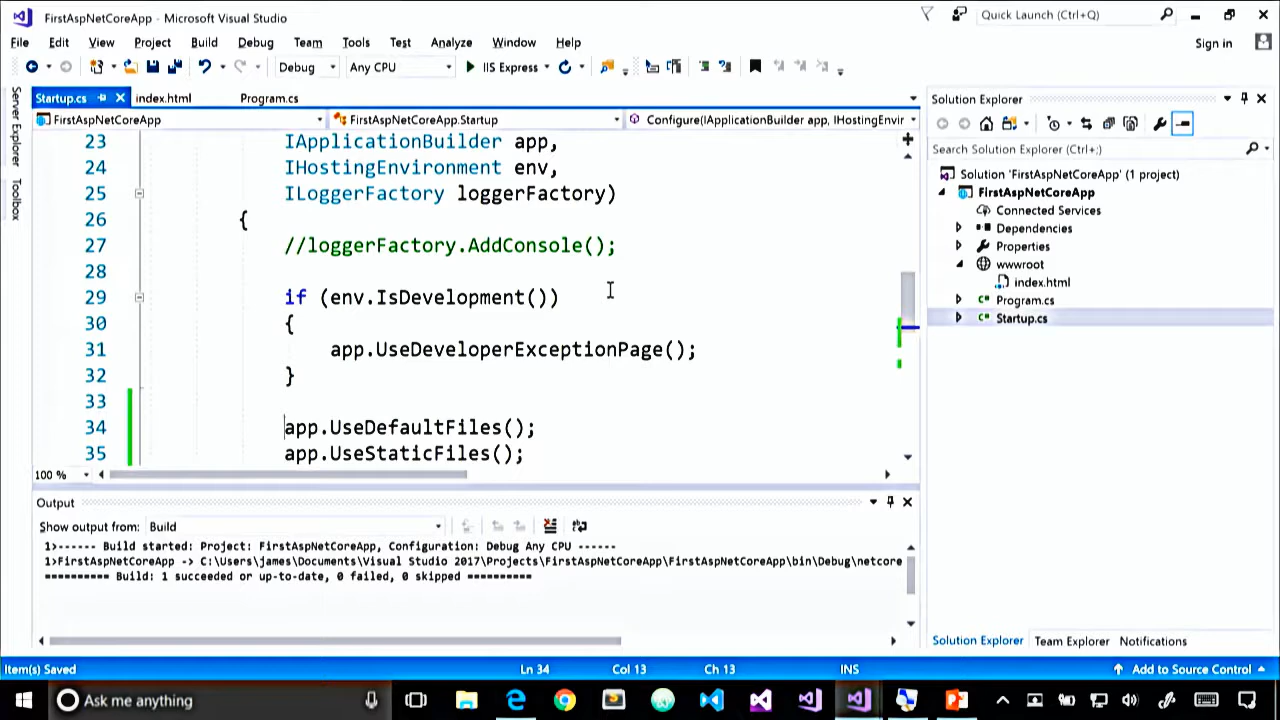 FirstAspNetCoreApp - Microsoft Visual Studio
Quick Launch (Ctrl+Q)
File Edit View Project Build Debug Team Tools Test Analyze Window Help
Sign in
Debug Any CPU IIS Express
Server Explorer
Toolbox
Startup.cs index.html Program.cs
FirstAspNetCoreApp FirstAspNetCoreApp.Startup Configure(IApplicationBuilder app, IHostingEnvir
23 IApplicationBuilder app,
24 IHostingEnvironment env,
25 ILoggerFactory loggerFactory)
26 {
27 //loggerFactory.AddConsole();
28
29 if (env.IsDevelopment())
30 {
31 app.UseDeveloperExceptionPage();
32 }
33
34 app.UseDefaultFiles();
35 app.UseStaticFiles();
100 %
Output
Show output from: Build
1>------ Build started: Project: FirstAspNetCoreApp, Configuration: Debug Any CPU ------
1>FirstAspNetCoreApp -> C:\Users\james\Documents\Visual Studio 2017\Projects\FirstAspNetCoreApp\FirstAspNetCoreApp\bin\Debug\netcore
========== Build: 1 succeeded or up-to-date, 0 failed, 0 skipped ==========
Solution Explorer
Search Solution Explorer (Ctrl+;)
Solution 'FirstAspNetCoreApp' (1 project)
FirstAspNetCoreApp
Connected Services
Dependencies
Properties
wwwroot
index.html
C# Program.cs
C# Startup.cs
Solution Explorer Team Explorer Notifications
Item(s) Saved Ln 34 Col 13 Ch 13 INS Add to Source Control
Ask me anything